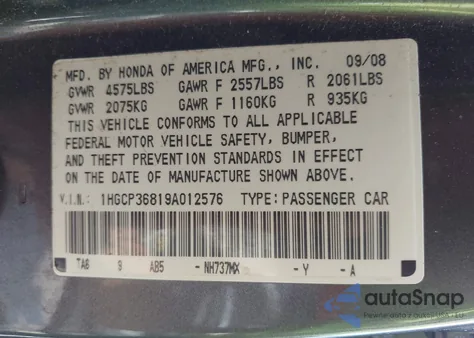 MFD. BY HONDA OF AMERICA MFG., INC. 09/08
GVWR 4575LBS GAWR F 2557LBS R 2061LBS
GVWR 2075KG GAWR F 1160KG R 935KG
THIS VEHICLE CONFORMS TO ALL APPLICABLE
FEDERAL MOTOR VEHICLE SAFETY, BUMPER,
AND THEFT PREVENTION STANDARDS IN EFFECT
ON THE DATE OF MANUFACTURE SHOWN ABOVE.
V.I.N.: 1HGCP36819A012576 TYPE: PASSENGER CAR
TA6 9 AB5 -NH737MX -Y -A
autoSnap